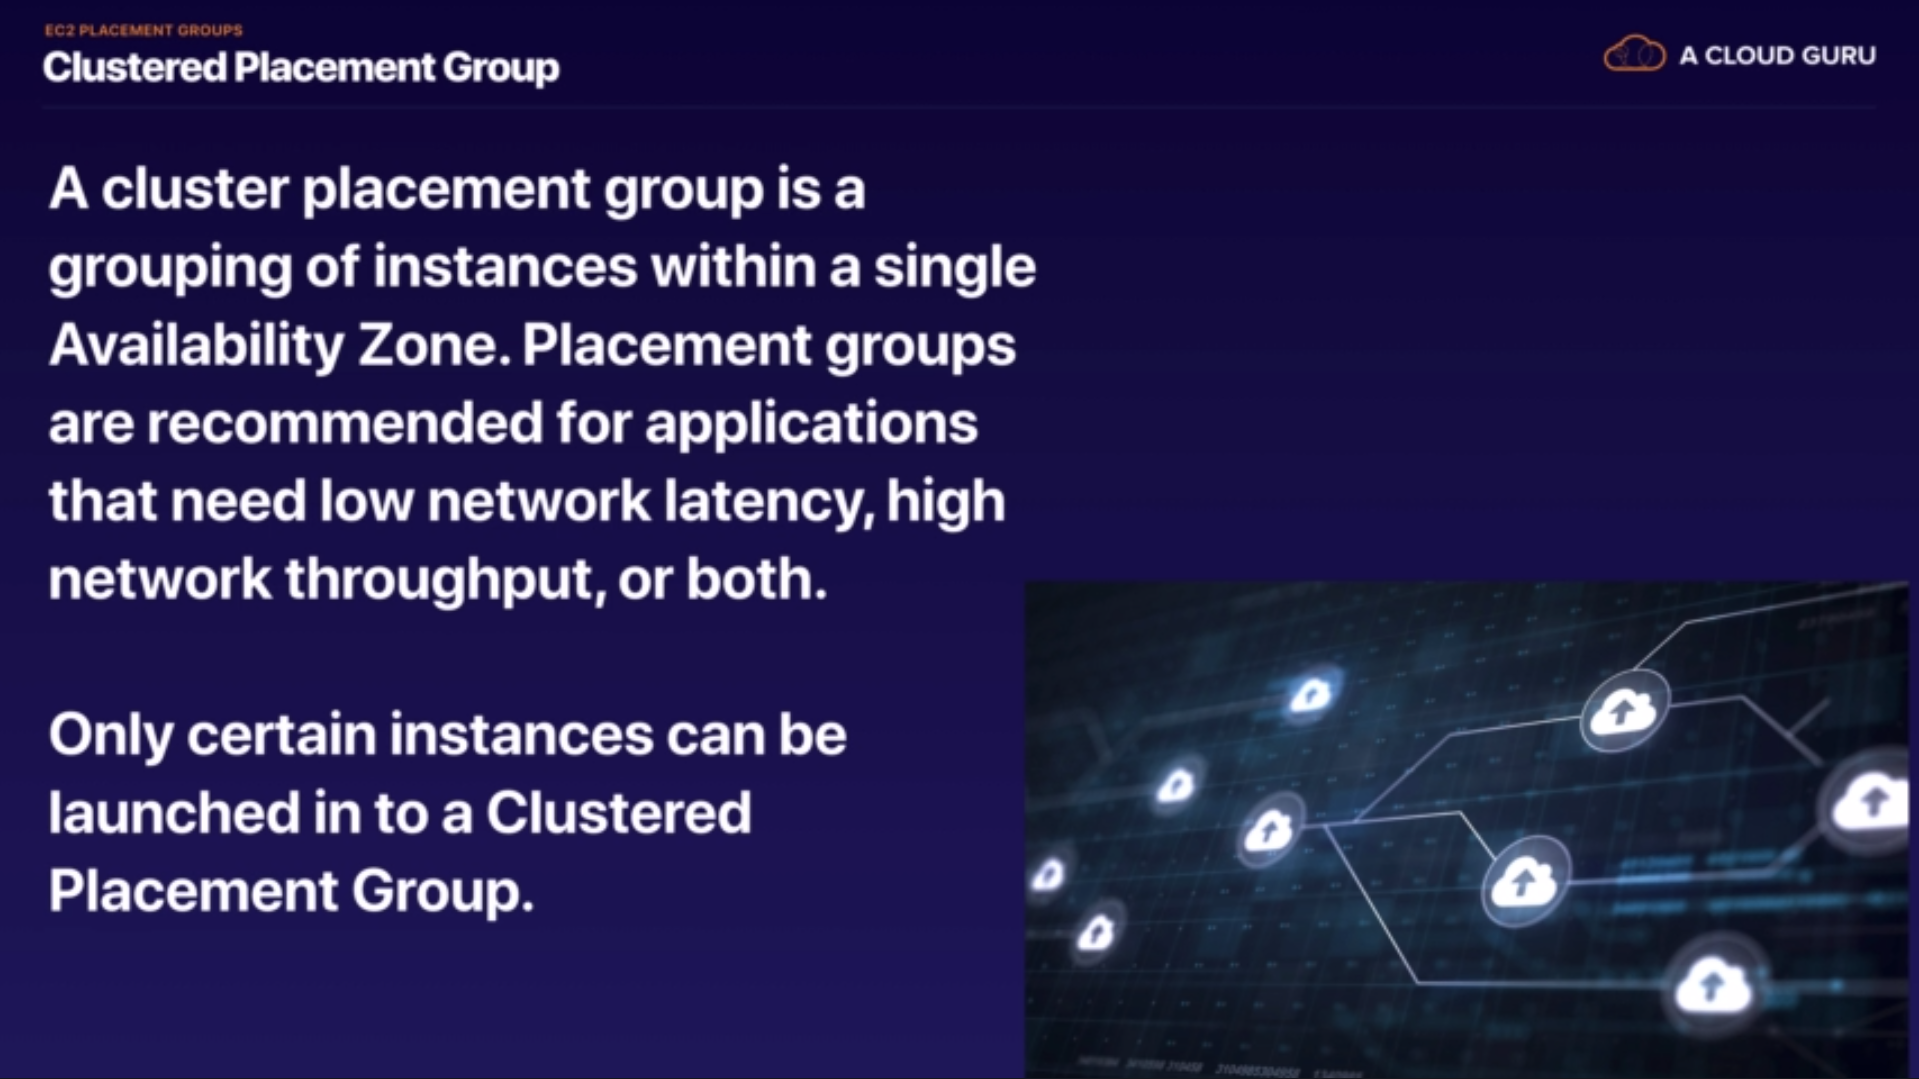 EC2 PLACEMENT GROUPS
Clustered Placement Group
A CLOUD GURU
A cluster placement group is a
grouping of instances within a single
Availability Zone. Placement groups
are recommended for applications
that need low network latency, high
network throughput, or both.
Only certain instances can be
launched in to a Clustered
Placement Group.